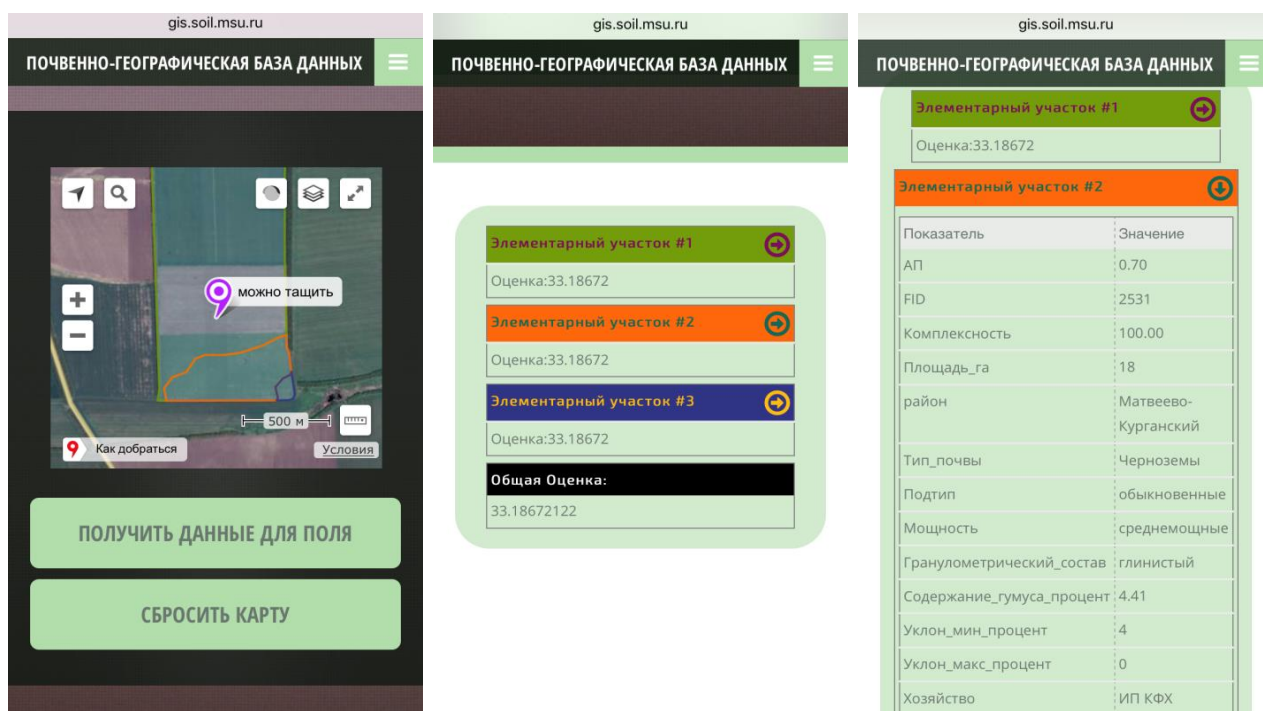 gis.soil.msu.ru
ПОЧВЕННО-ГЕОГРАФИЧЕСКАЯ БАЗА ДАННЫХ
можно тащить
500 м
Как добраться
Условия
ПОЛУЧИТЬ ДАННЫЕ ДЛЯ ПОЛЯ
СБРОСИТЬ КАРТУ
gis.soil.msu.ru
ПОЧВЕННО-ГЕОГРАФИЧЕСКАЯ БАЗА ДАННЫХ
Элементарный участок #1
Оценка:33.18672
Элементарный участок #2
Оценка:33.18672
Элементарный участок #3
Оценка:33.18672
Общая Оценка:
33.18672122
gis.soil.msu.ru
ПОЧВЕННО-ГЕОГРАФИЧЕСКАЯ БАЗА ДАННЫХ
Элементарный участок #1
Оценка:33.18672
Элементарный участок #2
Показатель Значение
АП 0.70
FID 2531
Комплексность 100.00
Площадь_га 18
район Матвеево-
Курганский
Тип_почвы Черноземы
Подтип обыкновенные
Мощность среднемощные
Гранулометрический_состав глинистый
Содержание_гумуса_процент 4.41
Уклон_мин_процент 4
Уклон_макс_процент 0
Хозяйство ИП КФХ